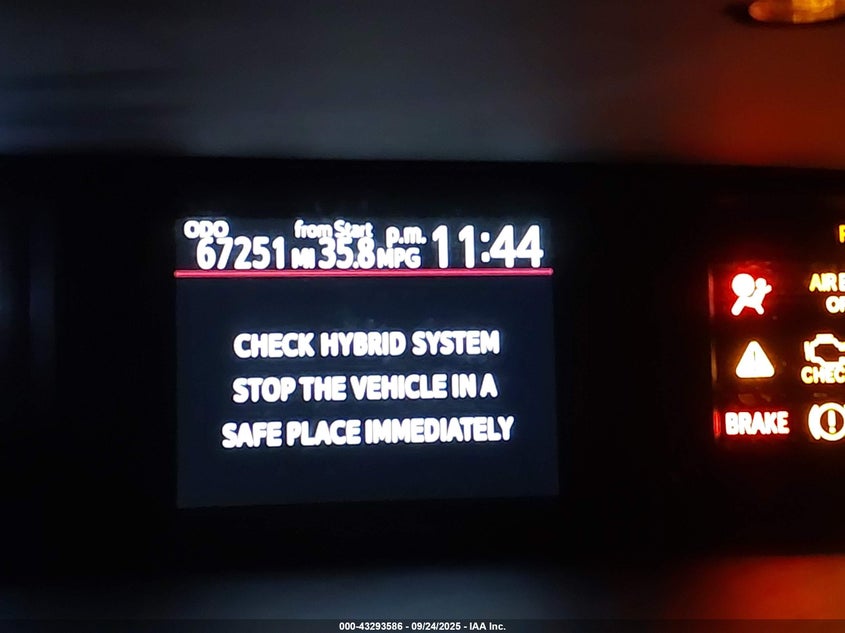 ODO from Start p.m. 11:44
67251 MI 35.8 MPG
CHECK HYBRID SYSTEM
STOP THE VEHICLE IN A
SAFE PLACE IMMEDIATELY
BRAKE
000-43293586 - 09/24/2025 - IAA Inc.